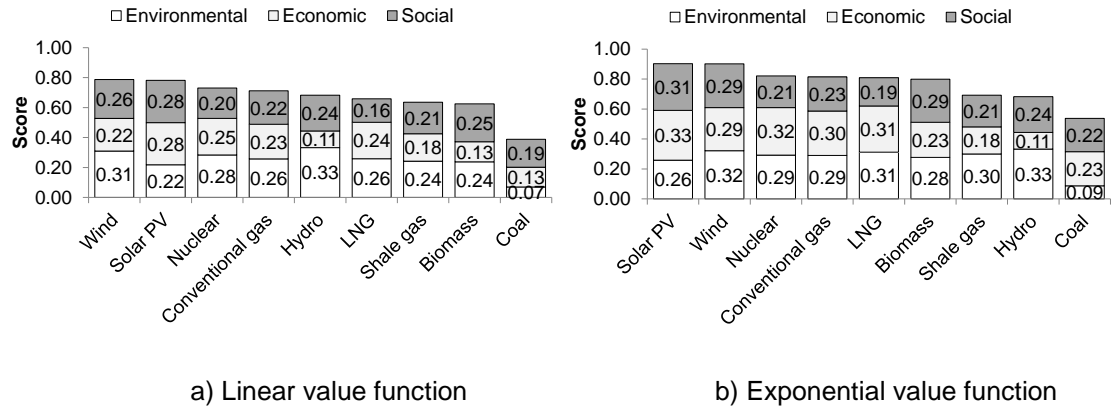 Environmental Economic Social
1.00
0.80
0.60
0.40
0.20
0.00
Score
0.26 0.28 0.20 0.22 0.24 0.16 0.21 0.25 0.19
0.22 0.28 0.25 0.23 0.11 0.24 0.18 0.13 0.13
0.31 0.22 0.28 0.26 0.33 0.26 0.24 0.24 0.07
Wind Solar PV Nuclear Conventional gas Hydro LNG Shale gas Biomass Coal
a) Linear value function
Environmental Economic Social
1.00
0.80
0.60
0.40
0.20
0.00
Score
0.31 0.29 0.21 0.23 0.19 0.29 0.21 0.24 0.22
0.33 0.29 0.32 0.30 0.31 0.23 0.18 0.11 0.23
0.26 0.32 0.29 0.29 0.31 0.28 0.30 0.33 0.09
Solar PV Wind Nuclear Conventional gas LNG Biomass Shale gas Hydro Coal
b) Exponential value function